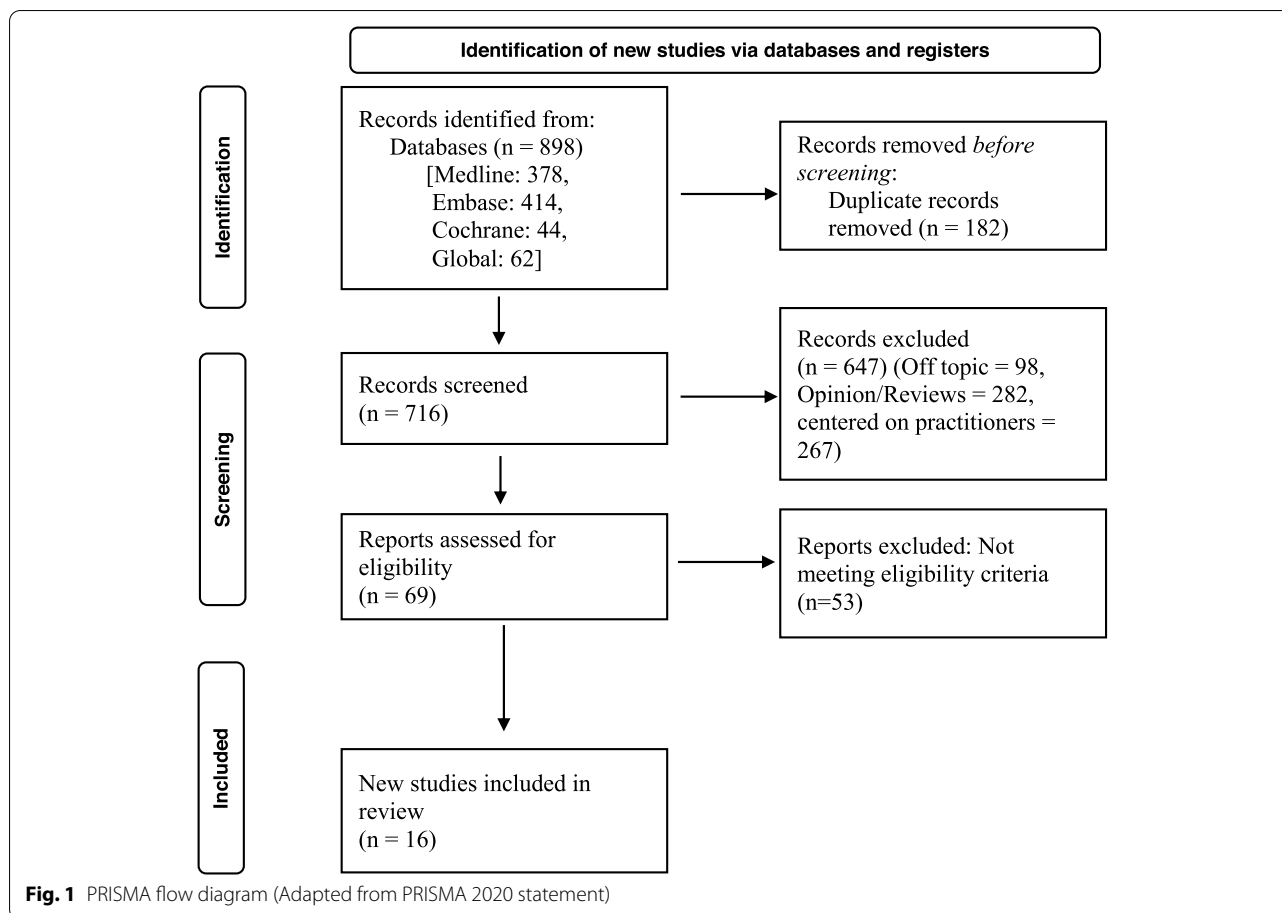 Identification of new studies via databases and registers
Identification
Records identified from:
Databases (n = 898)
[Medline: 378,
Embase: 414,
Cochrane: 44,
Global: 62]
Records removed before
screening:
Duplicate records
removed (n = 182)
Screening
Records screened
(n = 716)
Records excluded
(n = 647) (Off topic = 98,
Opinion/Reviews = 282,
centered on practitioners =
267)
Reports assessed for
eligibility
(n = 69)
Reports excluded: Not
meeting eligibility criteria
(n=53)
Included
New studies included in
review
(n = 16)
Fig. 1 PRISMA flow diagram (Adapted from PRISMA 2020 statement)